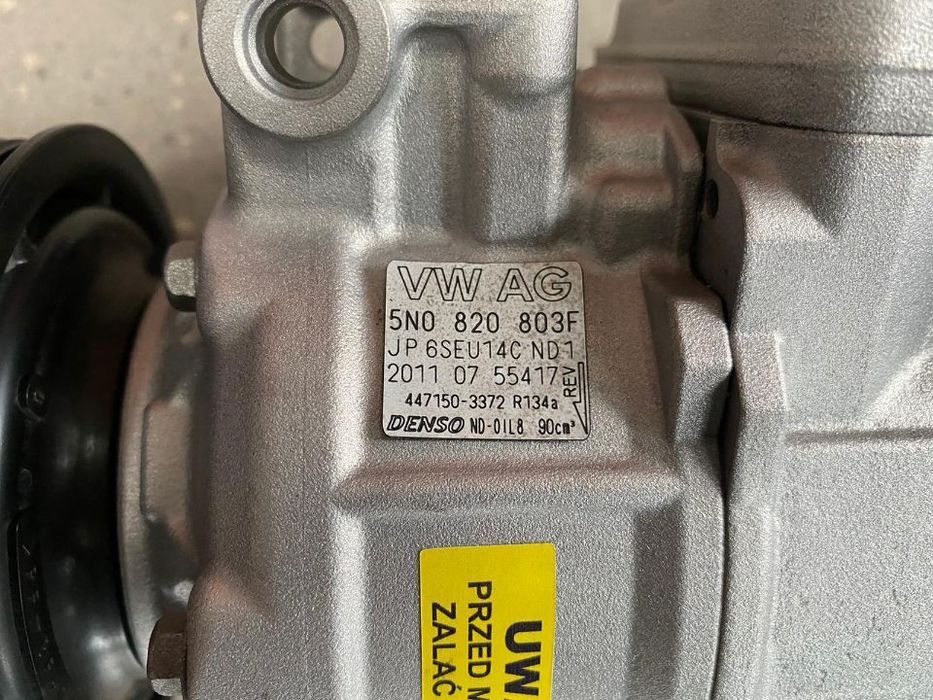 VW AG
5N0 820 803F
JP 6SEU14C ND1
2011 07 55417
REV
447150-3372 R134a
DENSO ND-OIL8 90cm³
UW
PRZED M
ZALAĆ